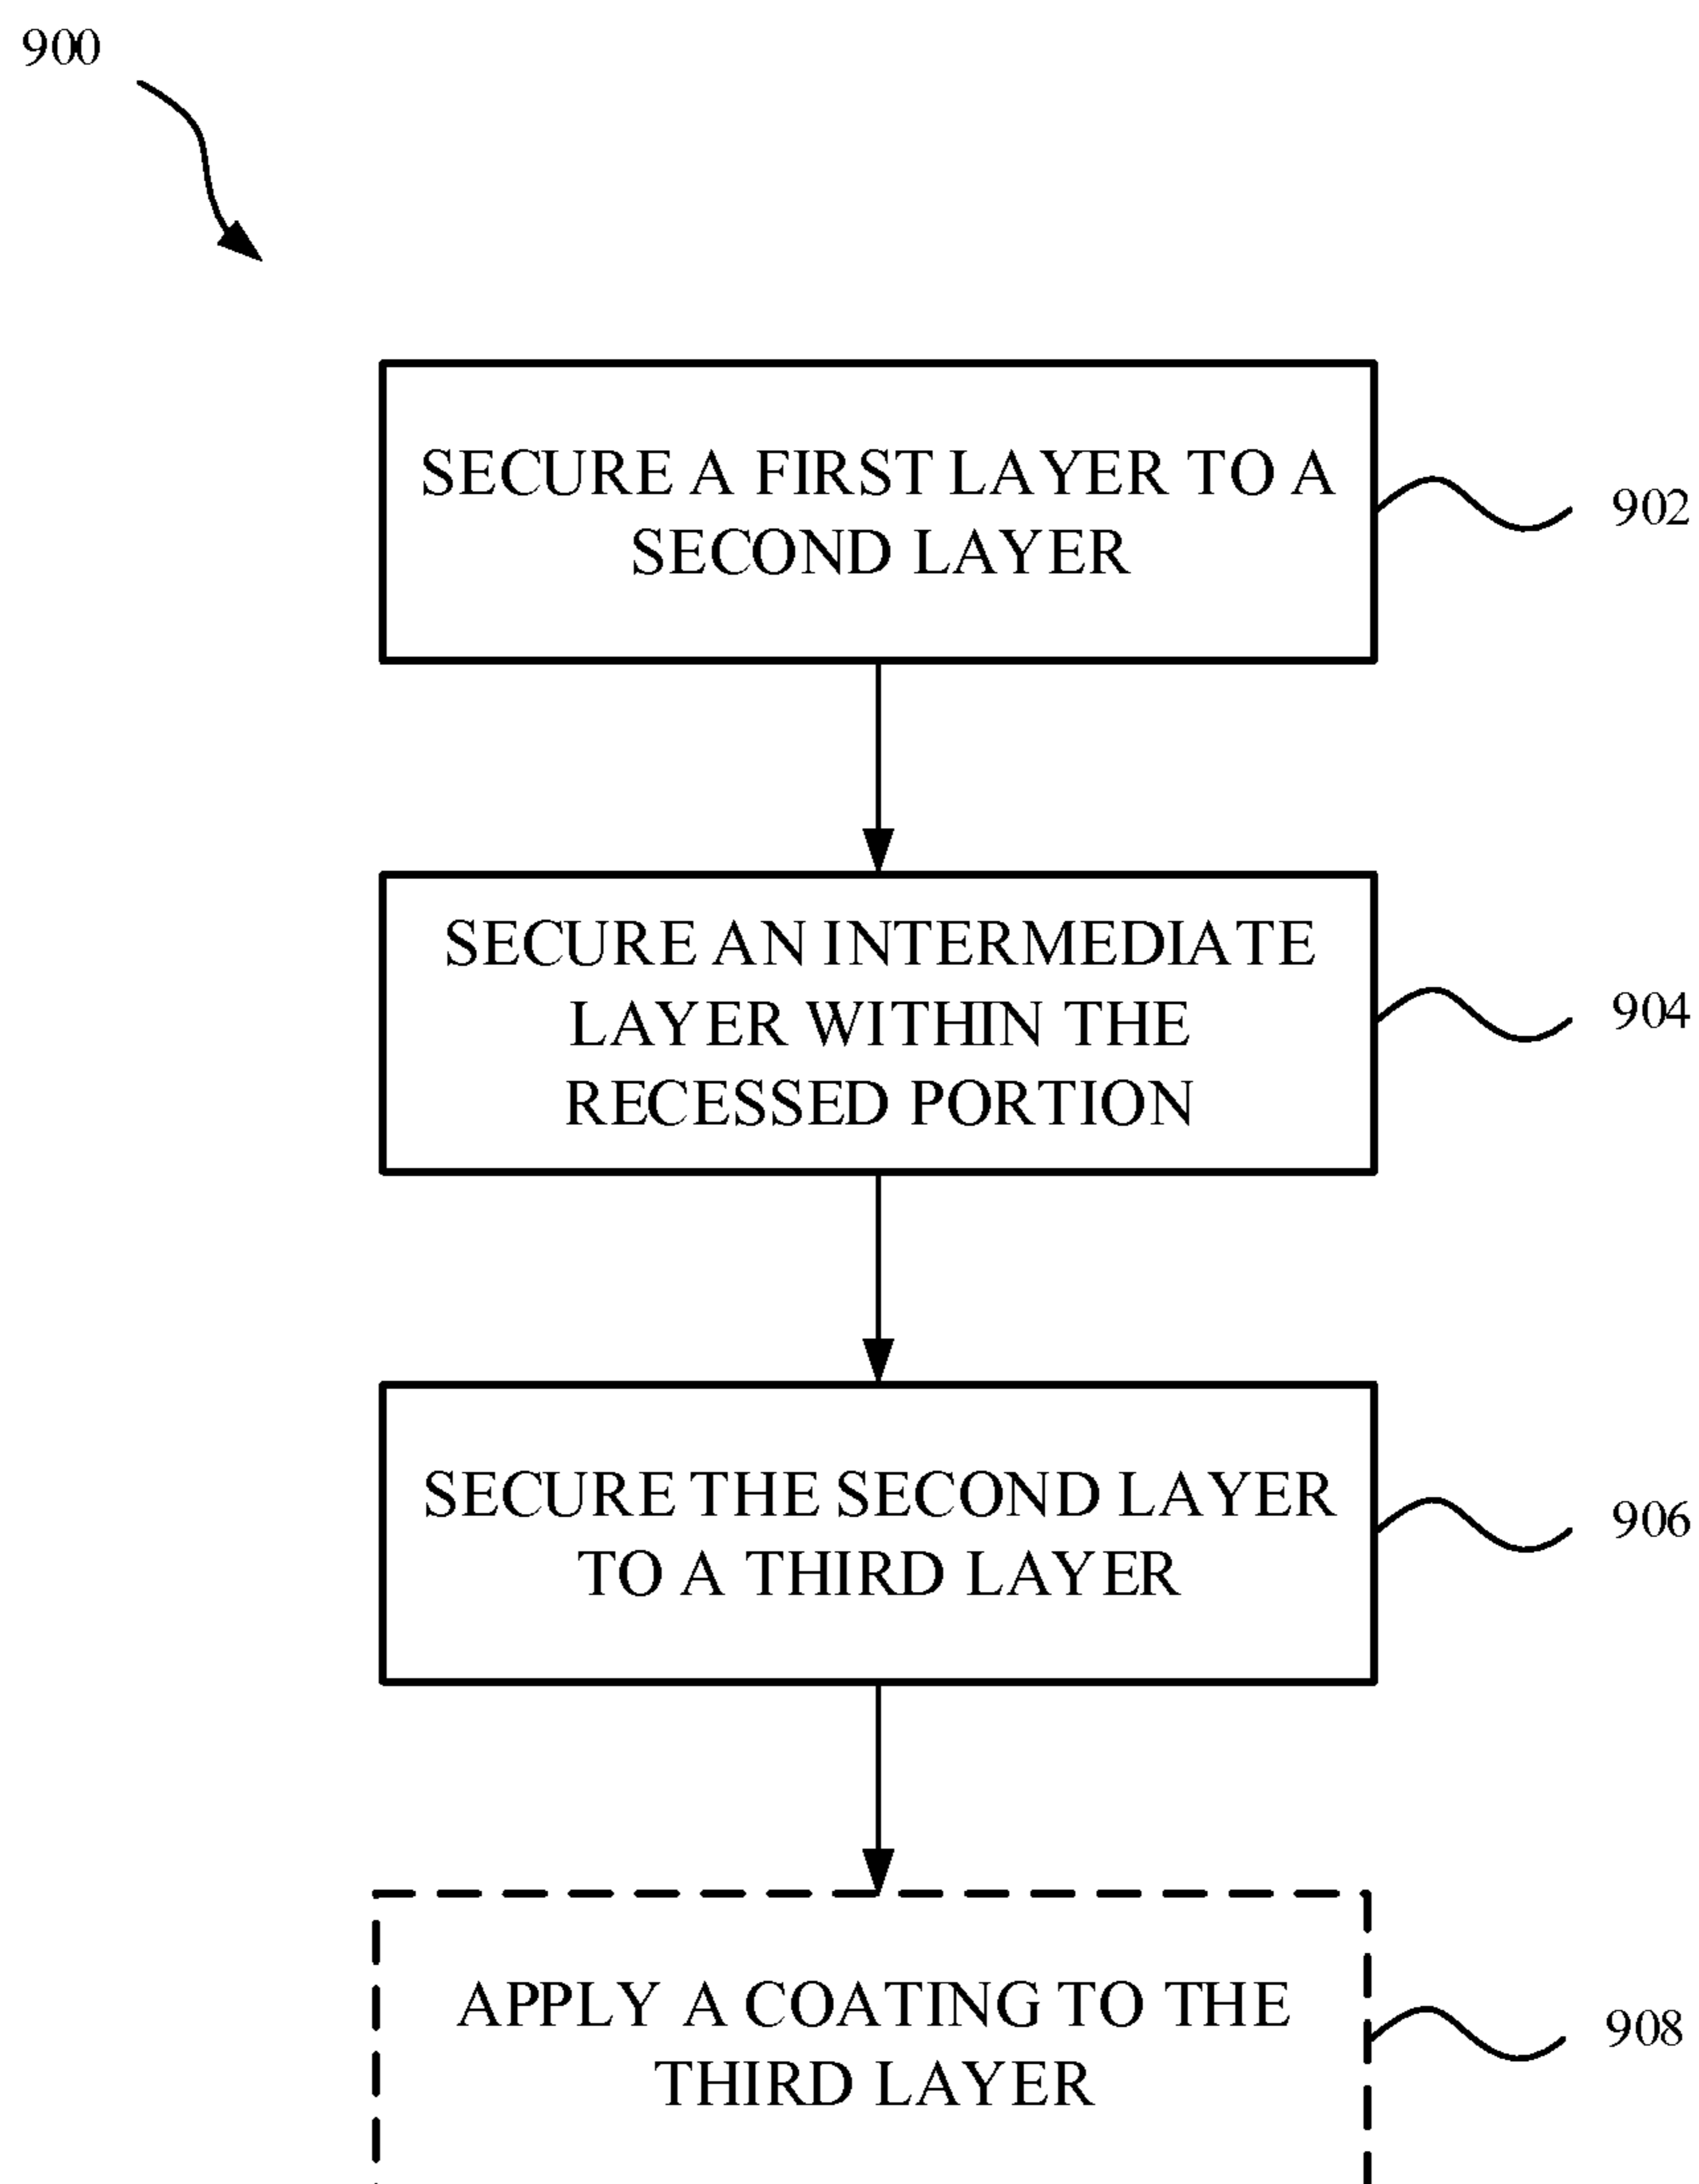 900
SECURE A FIRST LAYER TO A
SECOND LAYER
902
SECURE AN INTERMEDIATE
LAYER WITHIN THE
RECESSED PORTION
904
SECURE THE SECOND LAYER
TO A THIRD LAYER
906
APPLY A COATING TO THE
THIRD LAYER
908